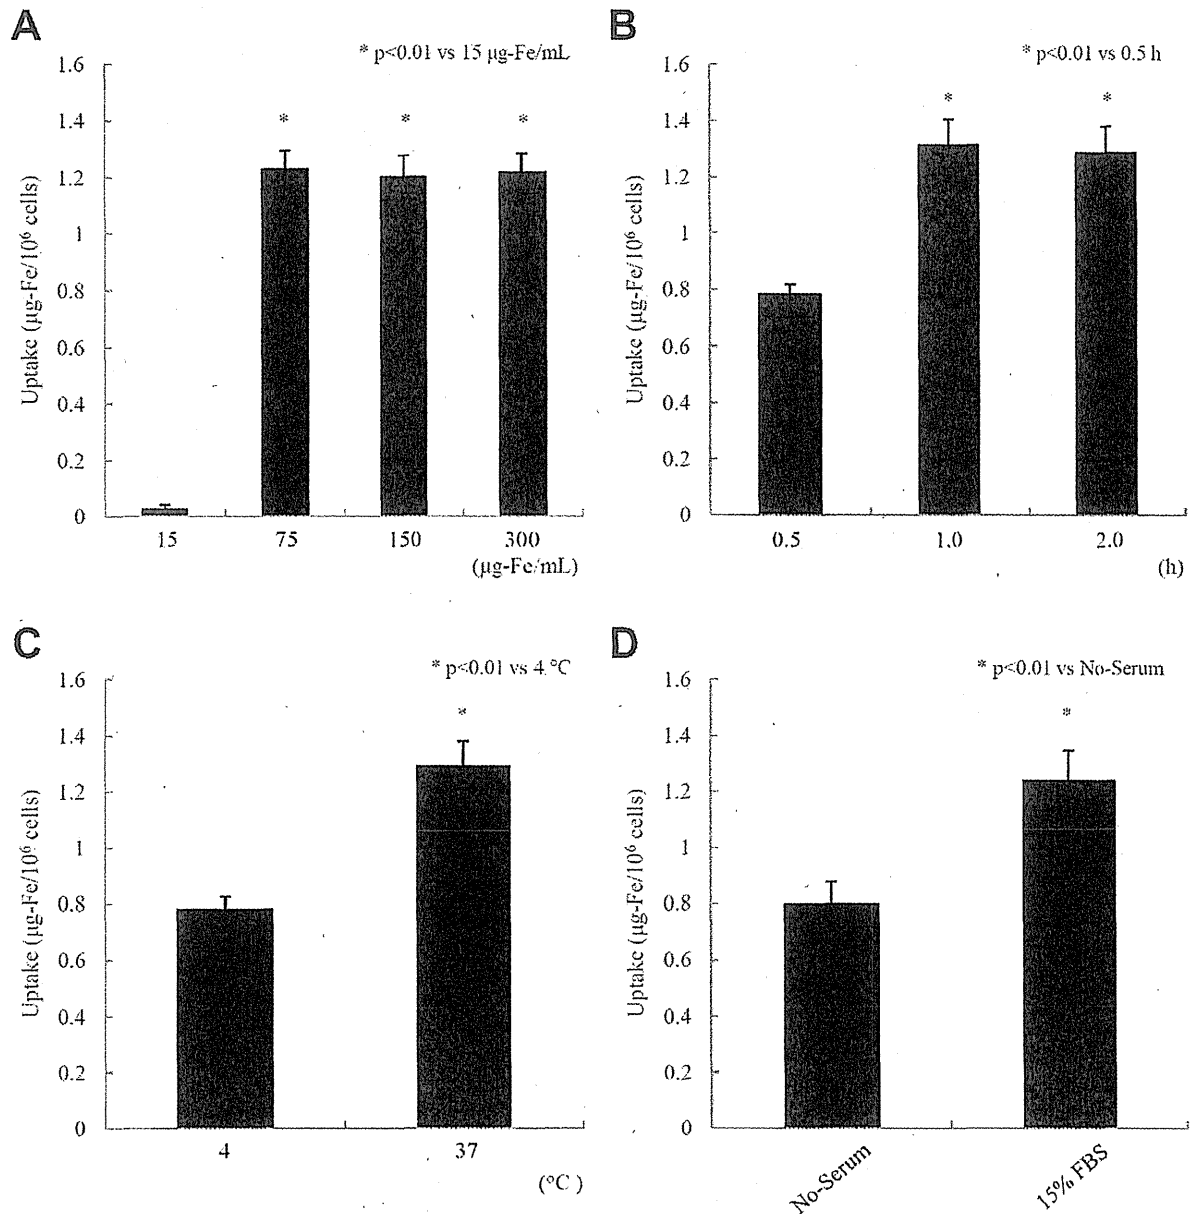 A
* p<0.01 vs 15 µg-Fe/mL
Uptake (µg-Fe/10⁶ cells)
1.6
1.4
1.2
1
0.8
0.6
0.4
0.2
0
* * *
15 75 150 300
(µg-Fe/mL)
B
* p<0.01 vs 0.5 h
Uptake (µg-Fe/10⁶ cells)
1.6
1.4
1.2
1
0.8
0.6
0.4
0.2
0
* *
0.5 1.0 2.0
(h)
C
* p<0.01 vs 4 °C
Uptake (µg-Fe/10⁶ cells)
1.6
1.4
1.2
1
0.8
0.6
0.4
0.2
0
*
4 37
(°C)
D
* p<0.01 vs No-Serum
Uptake (µg-Fe/10⁶ cells)
1.6
1.4
1.2
1
0.8
0.6
0.4
0.2
0
*
No-Serum 15% FBS